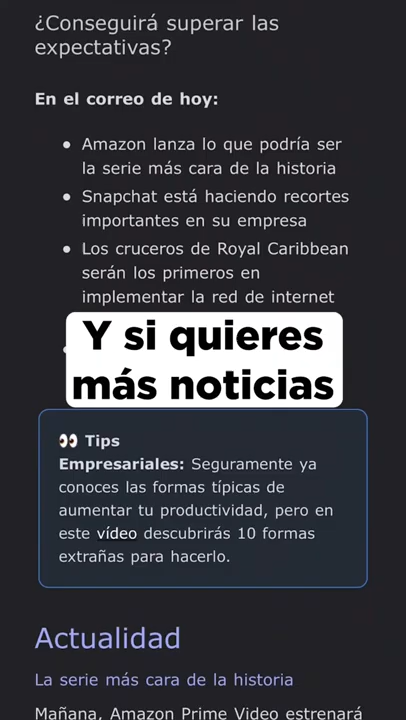 ¿Conseguirá superar las
expectativas?
En el correo de hoy:
● Amazon lanza lo que podría ser
la serie más cara de la historia
● Snapchat está haciendo recortes
importantes en su empresa
● Los cruceros de Royal Caribbean
serán los primeros en
implementar la red de internet
Y si quieres
más noticias
👀 Tips
Empresariales: Seguramente ya
conoces las formas típicas de
aumentar tu productividad, pero en
este vídeo descubrirás 10 formas
extrañas para hacerlo.
Actualidad
La serie más cara de la historia
Mañana, Amazon Prime Video estrenará